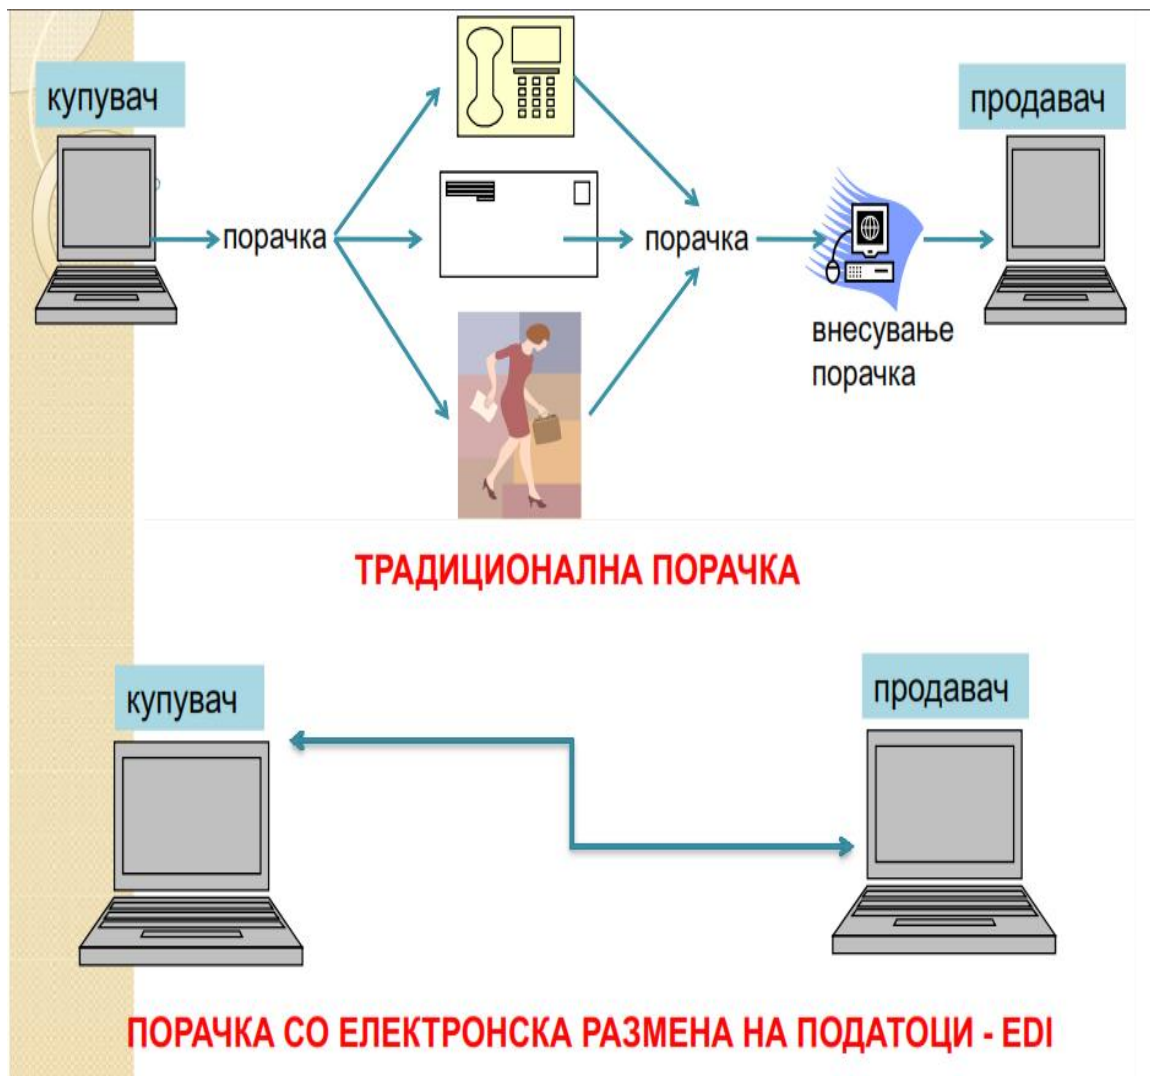 купувач
продавач
порачка
порачка
внесување
порачка
ТРАДИЦИОНАЛНА ПОРАЧКА
купувач
продавач
ПОРАЧКА СО ЕЛЕКТРОНСКА РАЗМЕНА НА ПОДАТОЦИ - EDI